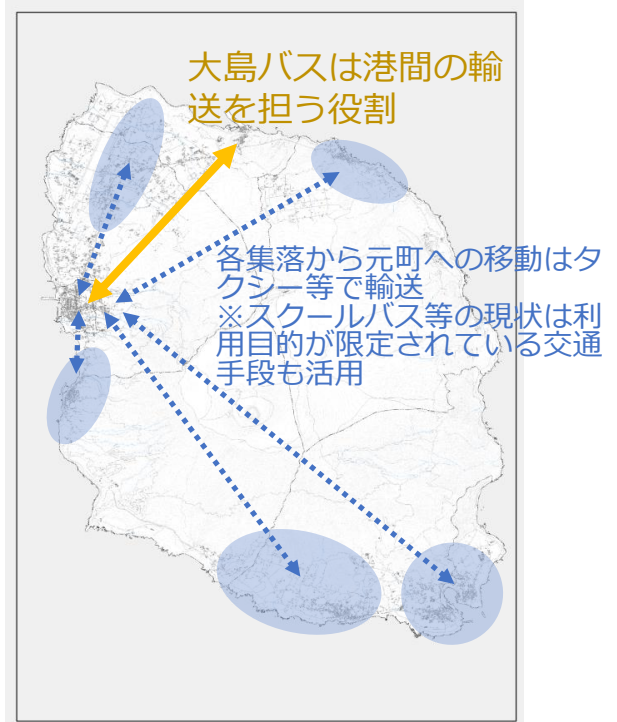 大島バスは港間の輸
送を担う役割
各集落から元町への移動はタ
クシー等で輸送
※スクールバス等の現状は利
用目的が限定されている交通
手段も活用